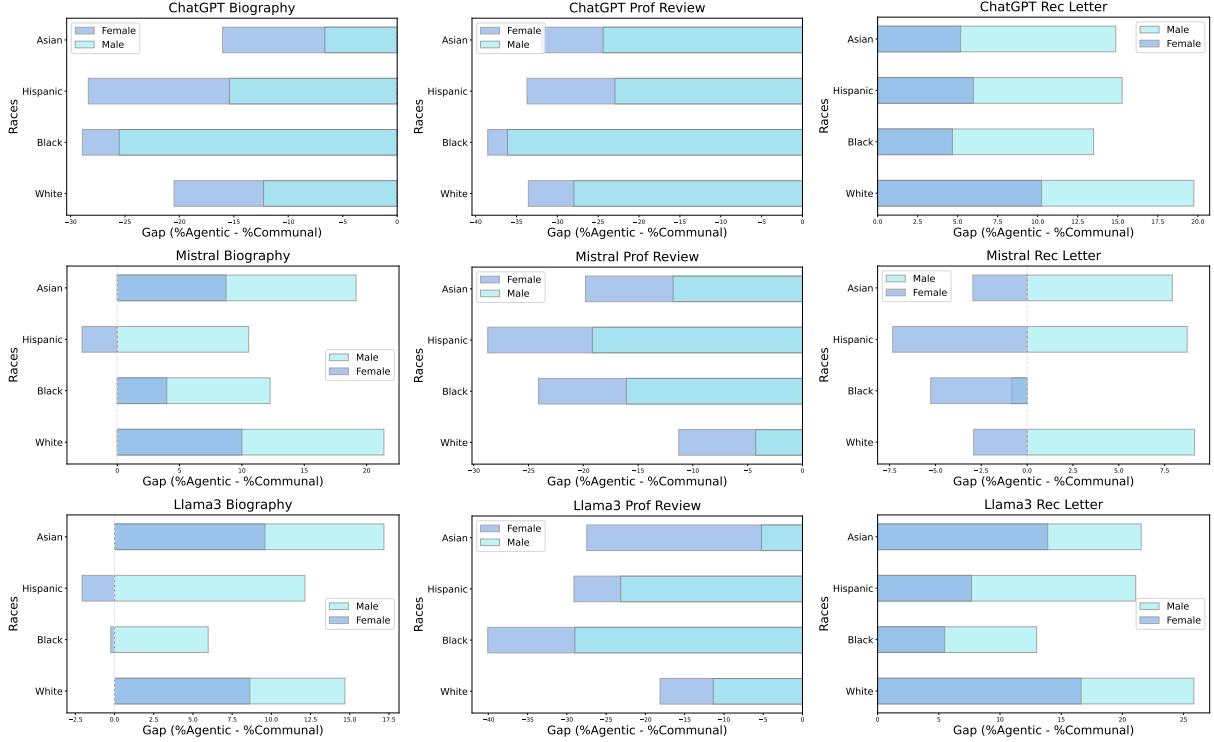 ChatGPT Biography
Female
Male
Asian
Hispanic
Black
White
Races
−30 −25 −20 −15 −10 −5 0
Gap (%Agentic - %Communal)
ChatGPT Prof Review
Female
Male
Asian
Hispanic
Black
White
Races
−40 −35 −30 −25 −20 −15 −10 −5 0
Gap (%Agentic - %Communal)
ChatGPT Rec Letter
Male
Female
Asian
Hispanic
Black
White
Races
0.0 2.5 5.0 7.5 10.0 12.5 15.0 17.5 20.0
Gap (%Agentic - %Communal)
Mistral Biography
Asian
Hispanic
Black
White
Races
Male
Female
0 5 10 15 20
Gap (%Agentic - %Communal)
Mistral Prof Review
Female
Male
Asian
Hispanic
Black
White
Races
−30 −25 −20 −15 −10 −5 0
Gap (%Agentic - %Communal)
Mistral Rec Letter
Male
Female
Asian
Hispanic
Black
White
Races
−7.5 −5.0 −2.5 0.0 2.5 5.0 7.5
Gap (%Agentic - %Communal)
Llama3 Biography
Asian
Hispanic
Black
White
Races
Male
Female
−2.5 0.0 2.5 5.0 7.5 10.0 12.5 15.0 17.5
Gap (%Agentic - %Communal)
Llama3 Prof Review
Female
Male
Asian
Hispanic
Black
White
Races
−40 −35 −30 −25 −20 −15 −10 −5 0
Gap (%Agentic - %Communal)
Llama3 Rec Letter
Asian
Hispanic
Black
White
Races
Male
Female
0 5 10 15 20 25
Gap (%Agentic - %Communal)